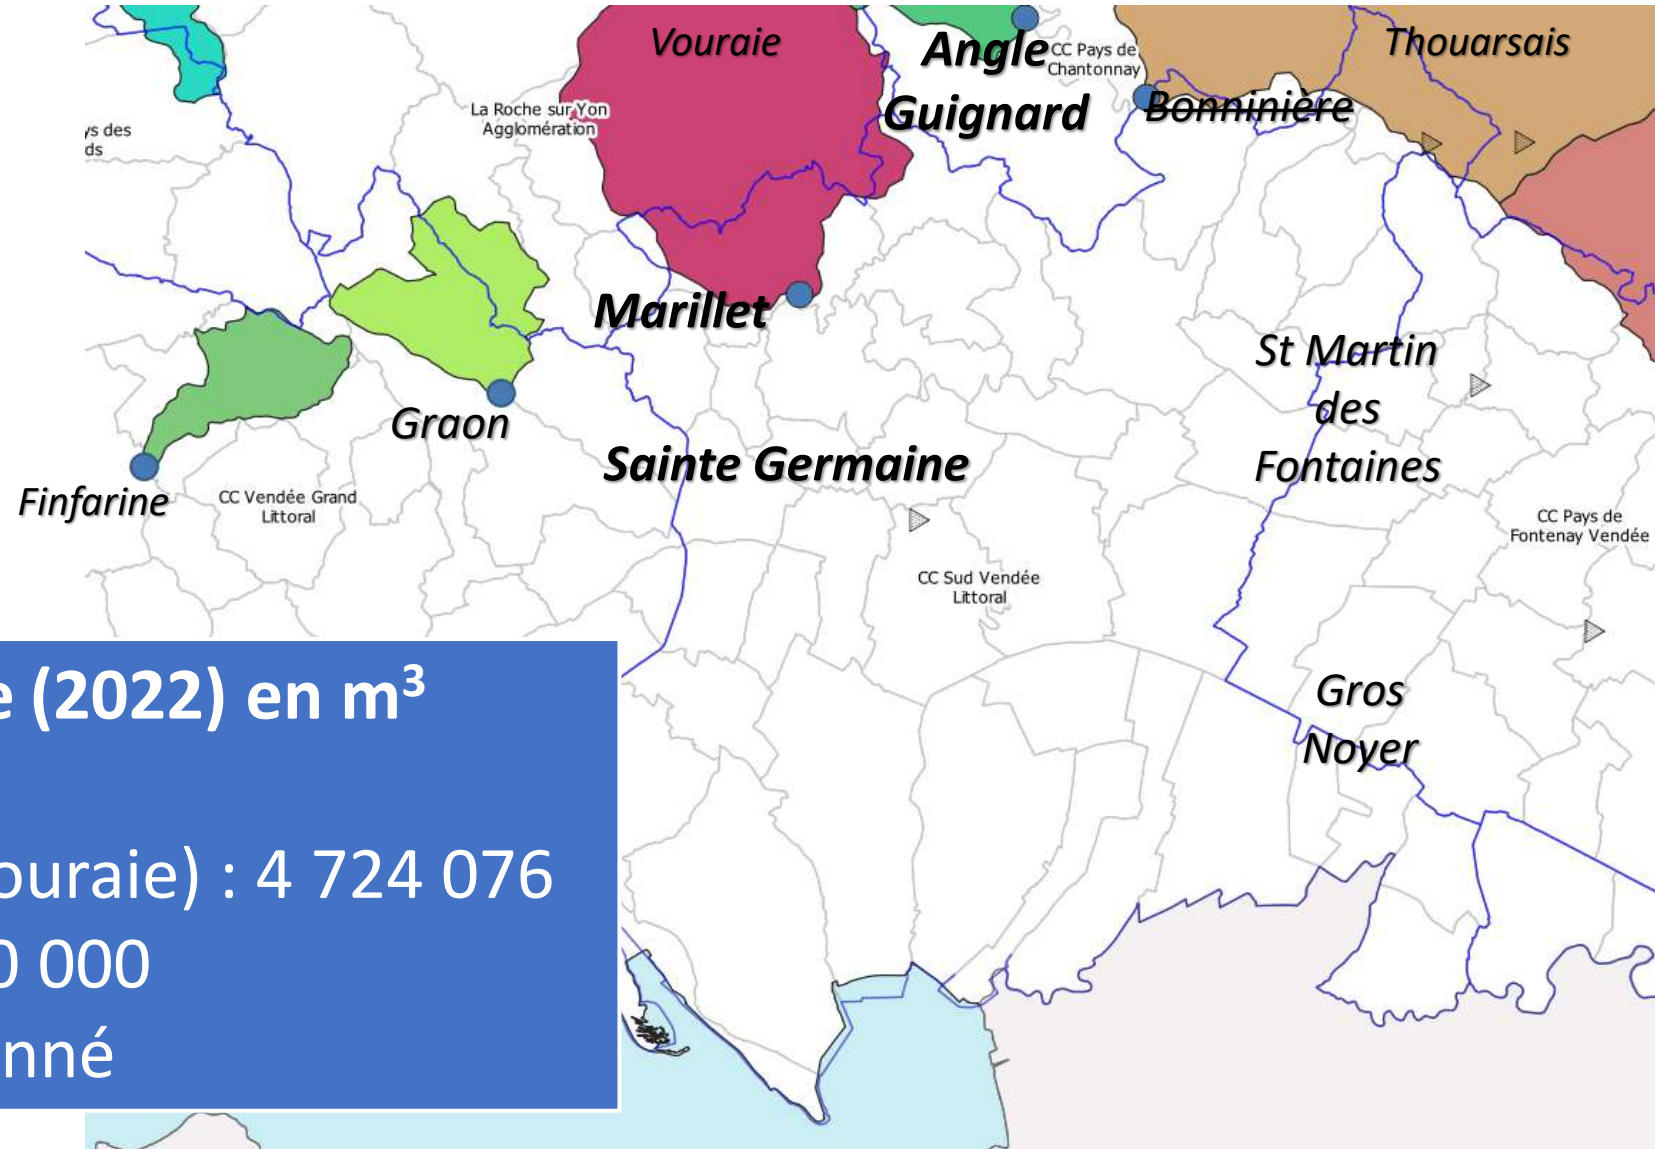 Vouraie
Angle
Guignard
CC Pays de
Chantonnay
Thouarsais
Bonninière
La Roche sur Yon
Agglomération
ys des
ds
Marillet
St Martin
des
Fontaines
Graon
Sainte Germaine
Finfarine
CC Vendée Grand
Littoral
CC Pays de
Fontenay Vendée
CC Sud Vendée
Littoral
Gros
Noyer
e (2022) en m³
ouraie) : 4 724 076
0 000
nné